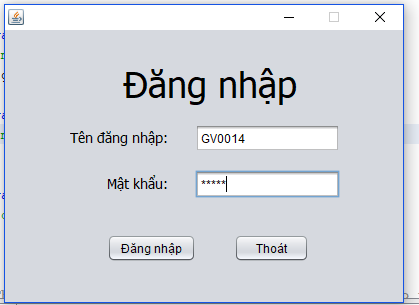 Đăng nhập
Tên đăng nhập:
GV0014
Mật khẩu:
*****
Đăng nhập
Thoát